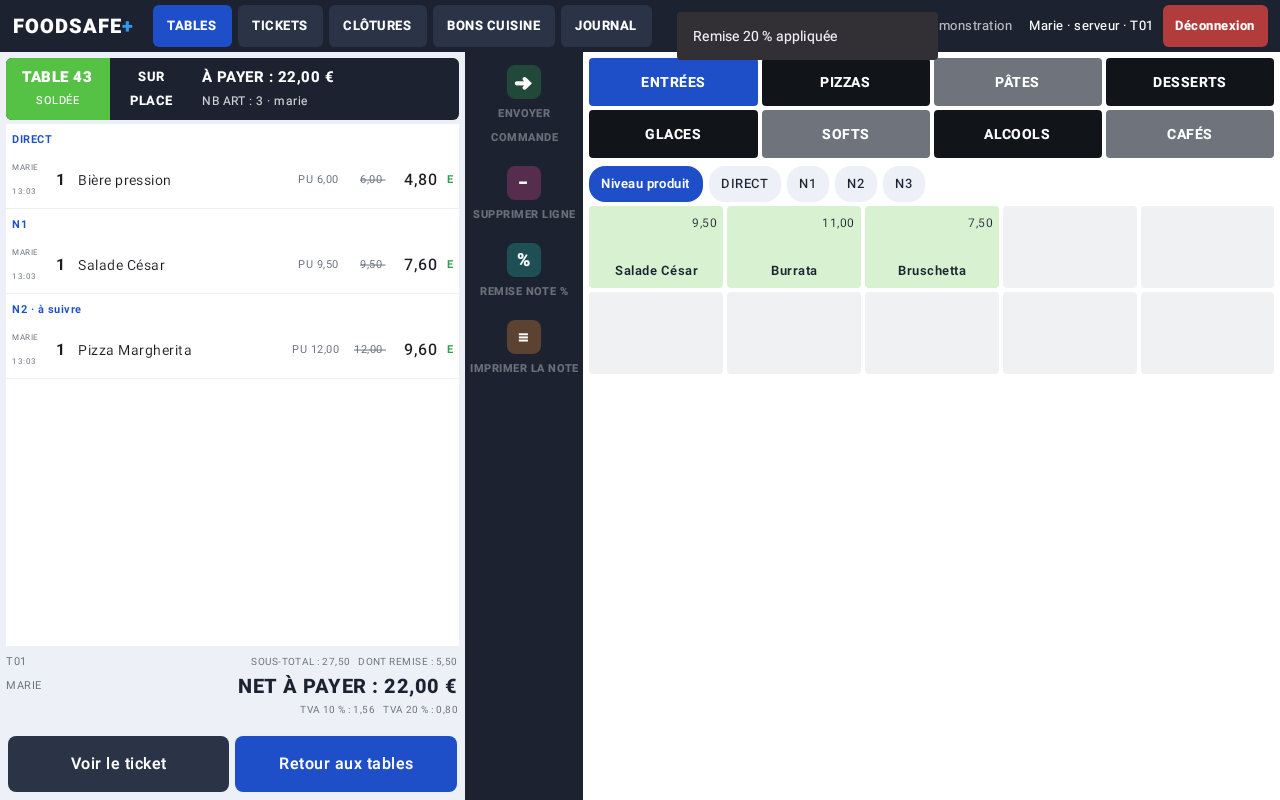 FOODSAFE+
TABLES
TICKETS
CLÔTURES
BONS CUISINE
JOURNAL
Remise 20 % appliquée
monstration
Marie · serveur · T01
Déconnexion
TABLE 43
SOLDÉE
SUR
PLACE
À PAYER : 22,00 €
NB ART : 3 · marie
DIRECT
MARIE
13:03
1 Bière pression PU 6,00 6,00 4,80 E
N1
MARIE
13:03
1 Salade César PU 9,50 9,50 7,60 E
N2 · à suivre
MARIE
13:03
1 Pizza Margherita PU 12,00 12,00 9,60 E
T01
SOUS-TOTAL : 27,50 DONT REMISE : 5,50
MARIE
NET À PAYER : 22,00 €
TVA 10 % : 1,56 TVA 20 % : 0,80
Voir le ticket
Retour aux tables
➜
ENVOYER
COMMANDE
−
SUPPRIMER LIGNE
%
REMISE NOTE %
≡
IMPRIMER LA NOTE
ENTRÉES
PIZZAS
PÂTES
DESSERTS
GLACES
SOFTS
ALCOOLS
CAFÉS
Niveau produit
DIRECT
N1
N2
N3
9,50
Salade César
11,00
Burrata
7,50
Bruschetta